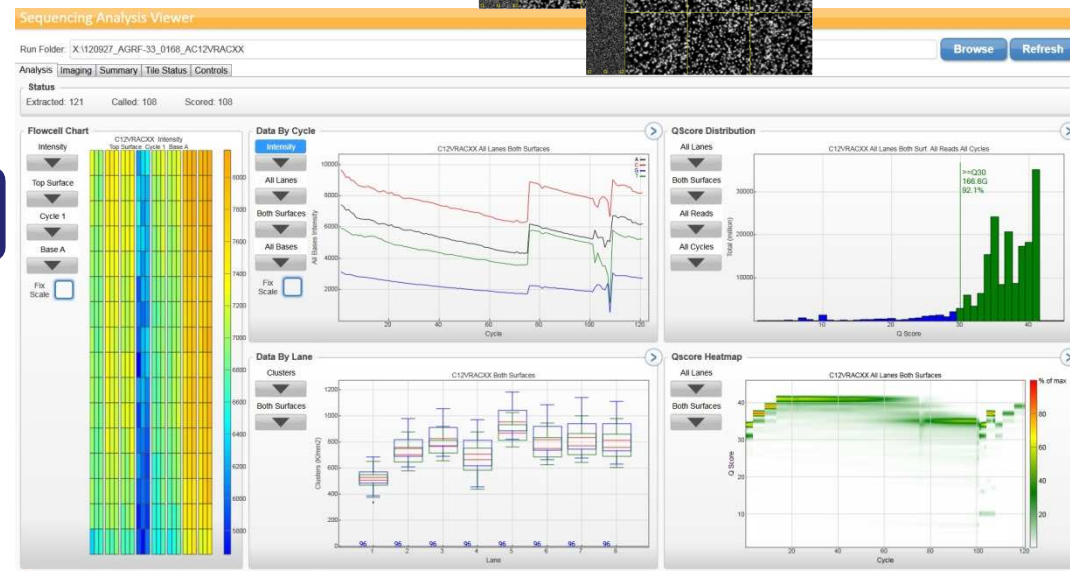 Sequencing Analysis Viewer
Run Folder: X:\120927_AGRF-33_0168_AC12VRACXX
Browse
Refresh
Analysis Imaging Summary Tile Status Controls
Status
Extracted: 121 Called: 108 Scored: 108
Flowcell Chart
Intensity
Top Surface
Cycle 1
Base A
Fix Scale
C12VRACXX Intensity
Top Surface Cycle 1 Base A
8000
7800
7600
7400
7200
7000
6800
6600
6400
6200
6000
5800
Data By Cycle
Intensity
All Lanes
Both Surfaces
All Bases
Fix Scale
C12VRACXX All Lanes Both Surfaces
A
C
G
T
All Bases Intensity
10000
8000
6000
4000
2000
20 40 60 80 100 120
Cycle
QScore Distribution
All Lanes
Both Surfaces
All Reads
All Cycles
C12VRACXX All Lanes Both Surf. All Reads All Cycles
>=Q30
166.6G
92.1%
Total (million)
30000
20000
10000
10 20 30 40
Q Score
Data By Lane
Clusters
Both Surfaces
C12VRACXX Both Surfaces
Clusters (K/mm2)
1200
1000
800
600
400
200
0
96 96 96 96 96 96 96 96
1 2 3 4 5 6 7 8
Lane
Qscore Heatmap
All Lanes
Both Surfaces
C12VRACXX All Lanes Both Surfaces
% of max
80
60
40
20
Q Score
40
30
20
10
20 40 60 80 100 120
Cycle